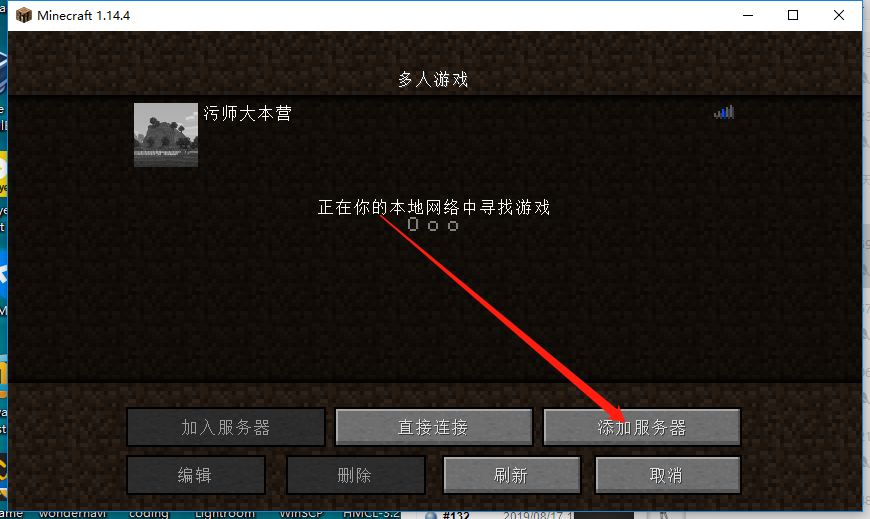 Minecraft 1.14.4
多人游戏
污师大本营
正在你的本地网络中寻找游戏
O o o
加入服务器
直接连接
添加服务器
编辑
删除
刷新
取消
wondernavi
coding
Lightroom
WinSCP
HMCL-3.2
#132
2019/08/17 1